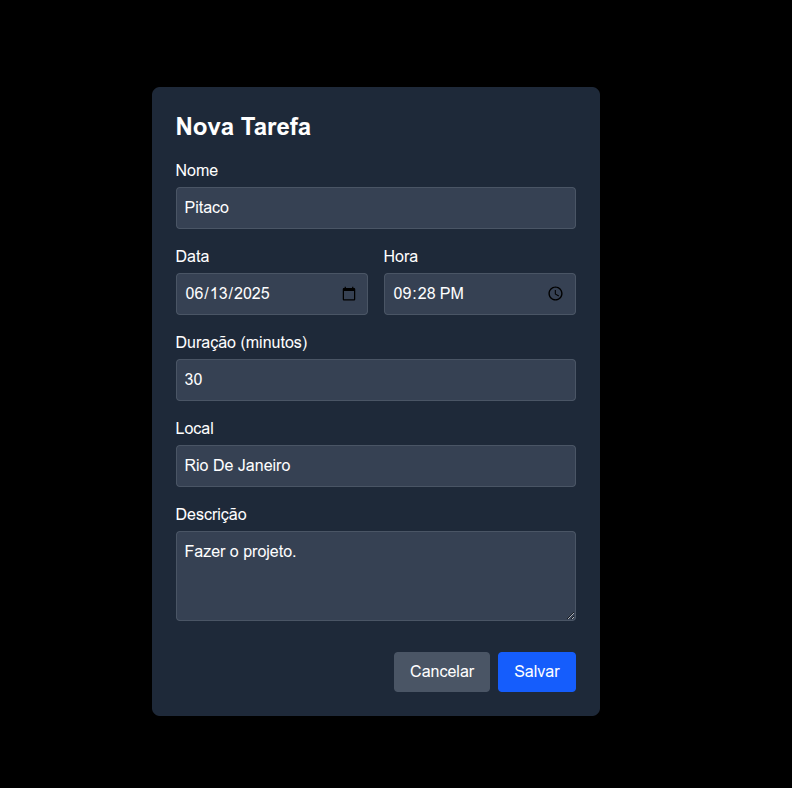 Nova Tarefa
Nome
Pitaco
Data
Hora
06/13/2025
09:28 PM
Duração (minutos)
30
Local
Rio De Janeiro
Descrição
Fazer o projeto.
Cancelar
Salvar